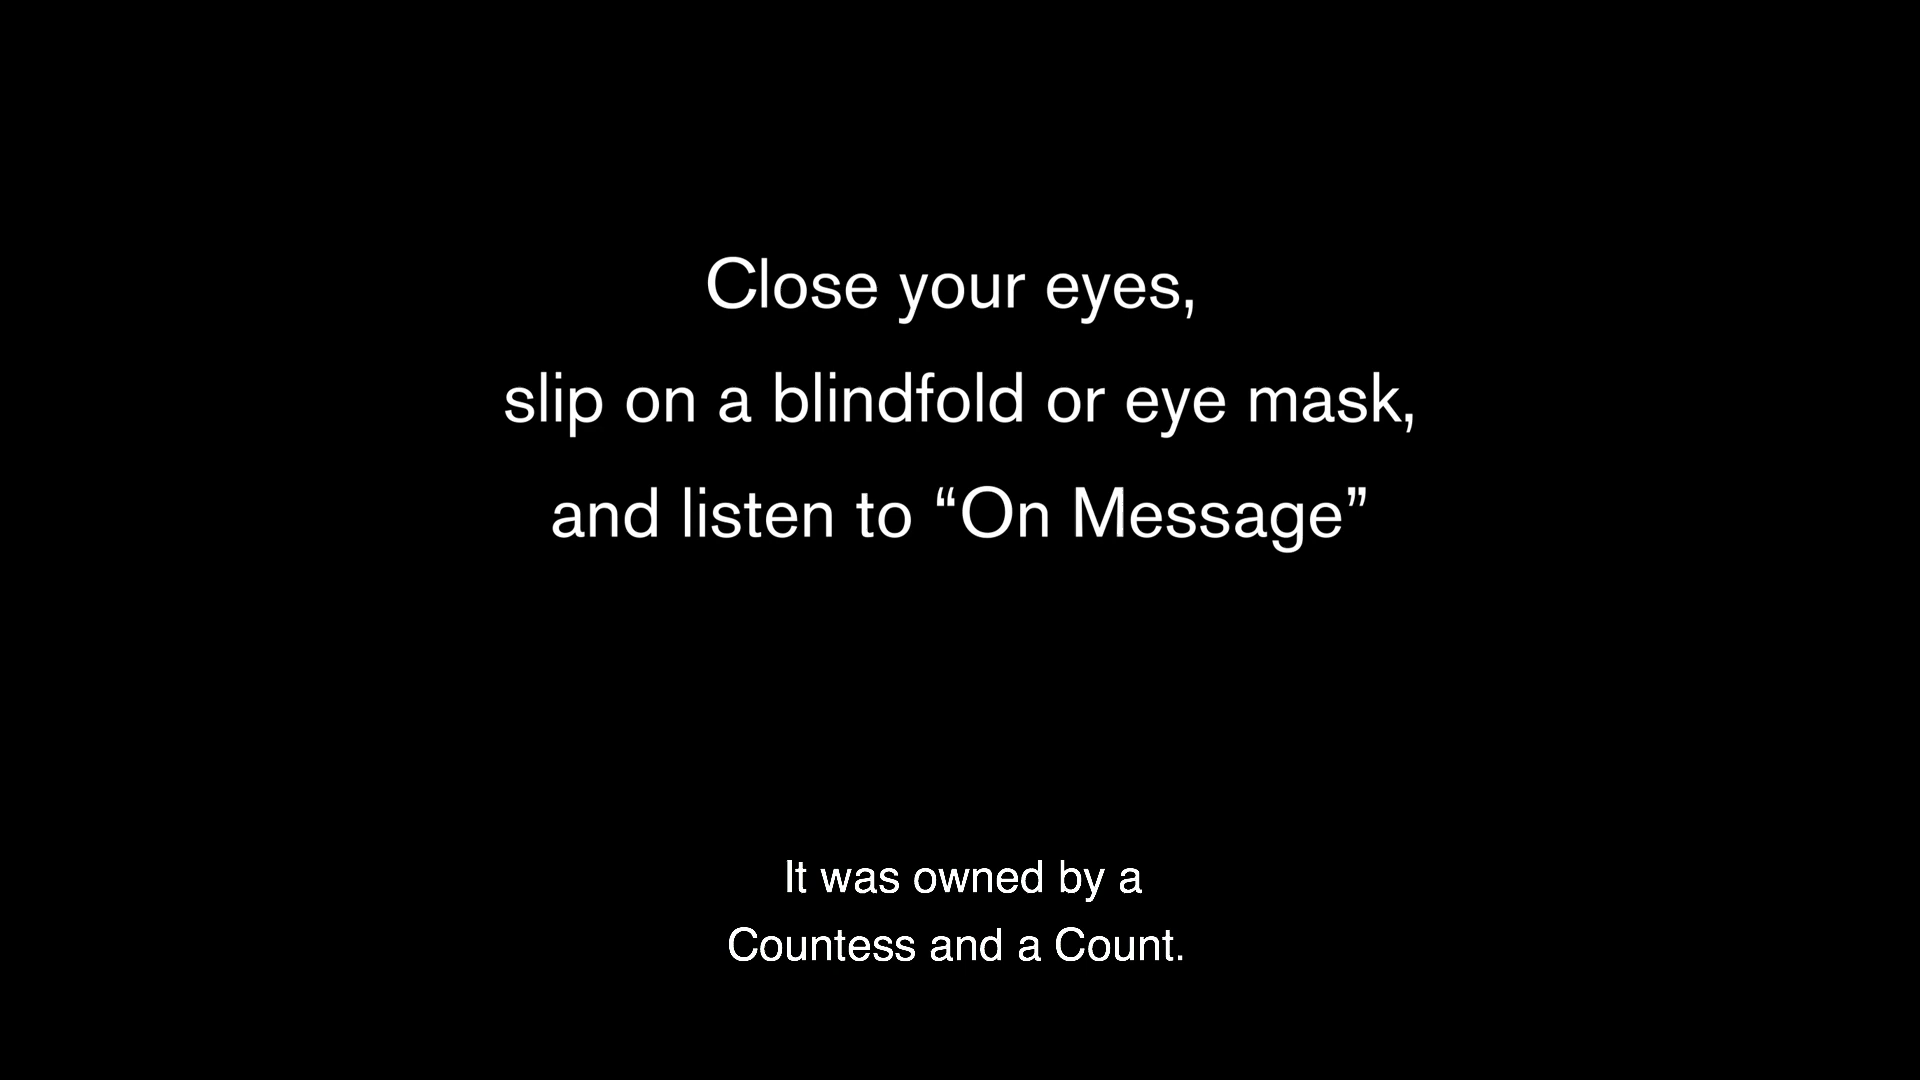 Close your eyes,
slip on a blindfold or eye mask,
and listen to “On Message”
It was owned by a
Countess and a Count.